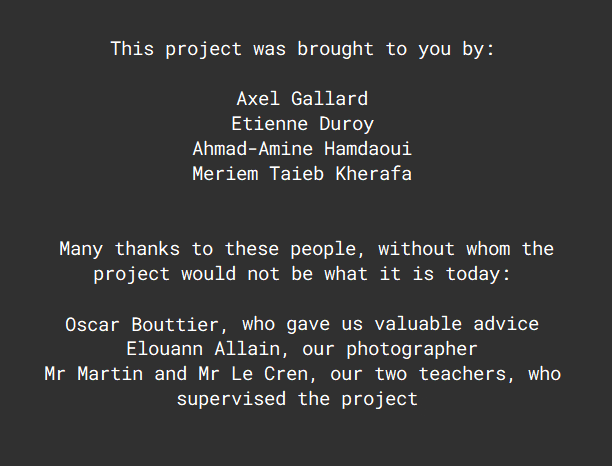 This project was brought to you by:
Axel Gallard
Etienne Duroy
Ahmad-Amine Hamdaoui
Meriem Taieb Kherafa
Many thanks to these people, without whom the
project would not be what it is today:
Oscar Bouttier, who gave us valuable advice
Elouann Allain, our photographer
Mr Martin and Mr Le Cren, our two teachers, who
supervised the project